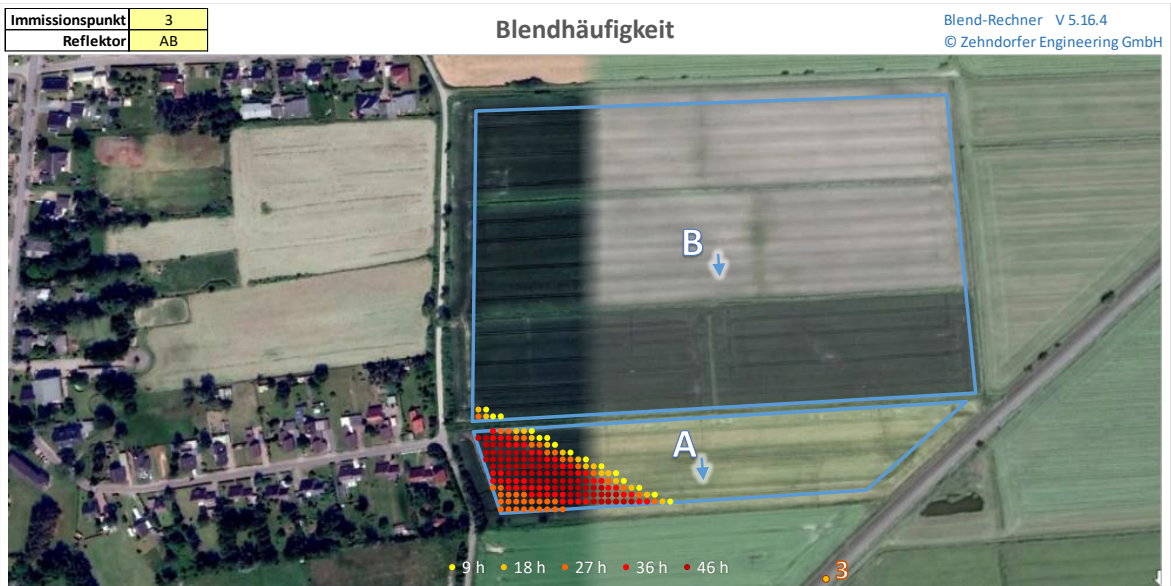 Immissionspunkt 3
Reflektor AB
Blendhäufigkeit
Blend-Rechner V 5.16.4
© Zehndorfer Engineering GmbH
B
A
9 h 18 h 27 h 36 h 46 h
3